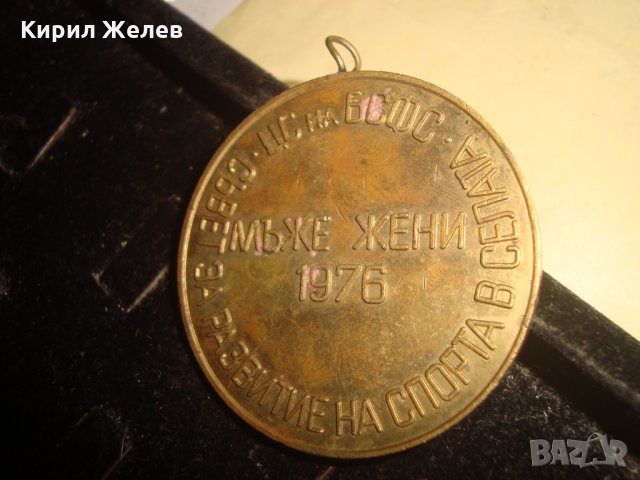 Кирил Желев
ЦС НА БСФС · СЪВЕТ ЗА РАЗВИТИЕ НА СПОРТА В СЕЛАТА ·
МЪЖЕ ЖЕНИ
1976
BAZAR